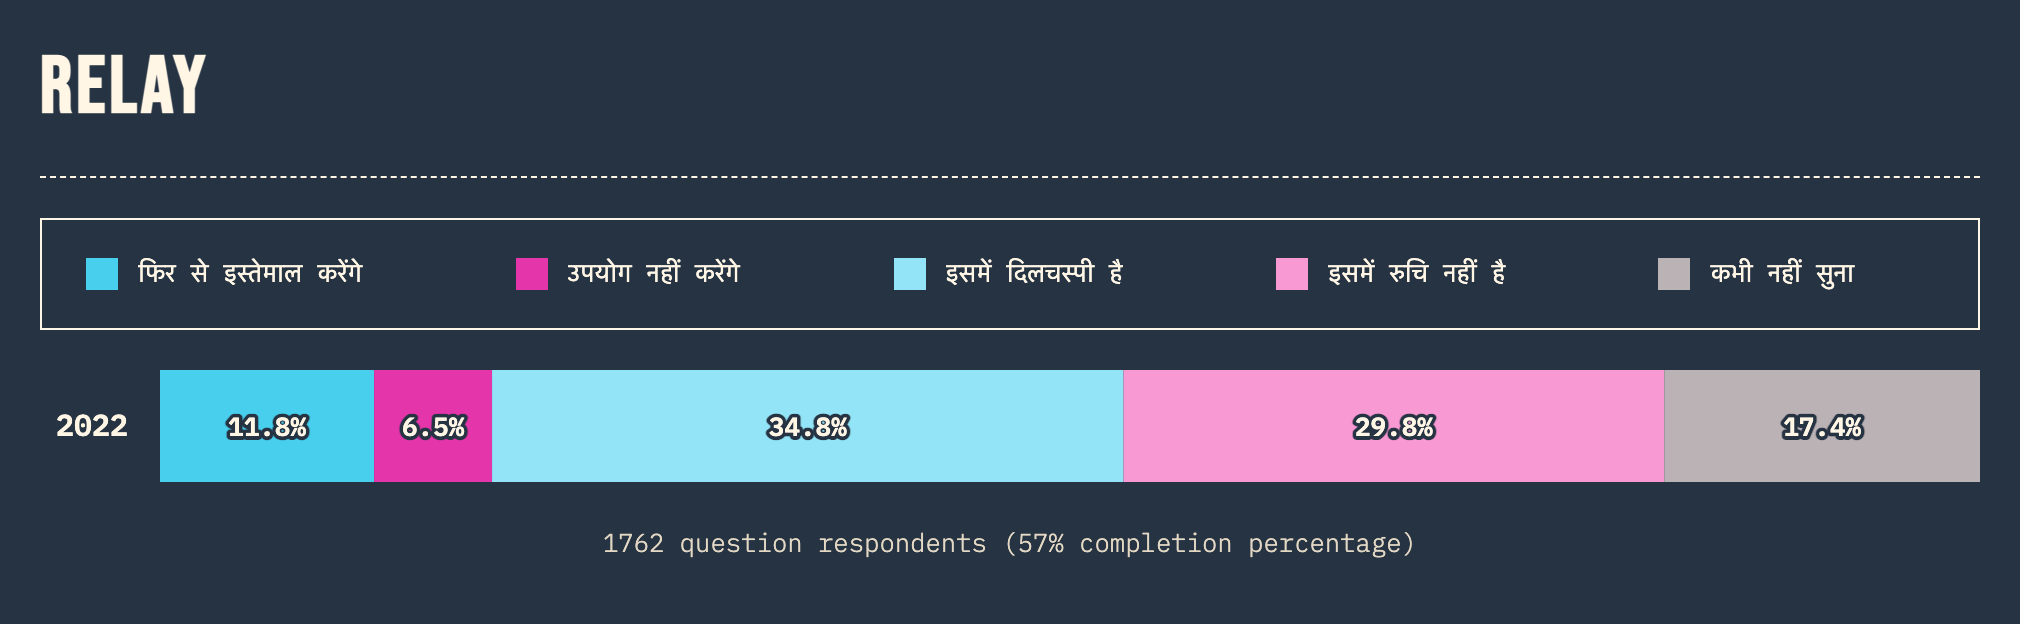 RELAY
फिर से इस्तेमाल करेंगे उपयोग नहीं करेंगे इसमें दिलचस्पी है इसमें रुचि नहीं है कभी नहीं सुना
2022 11.8% 6.5% 34.8% 29.8% 17.4%
1762 question respondents (57% completion percentage)